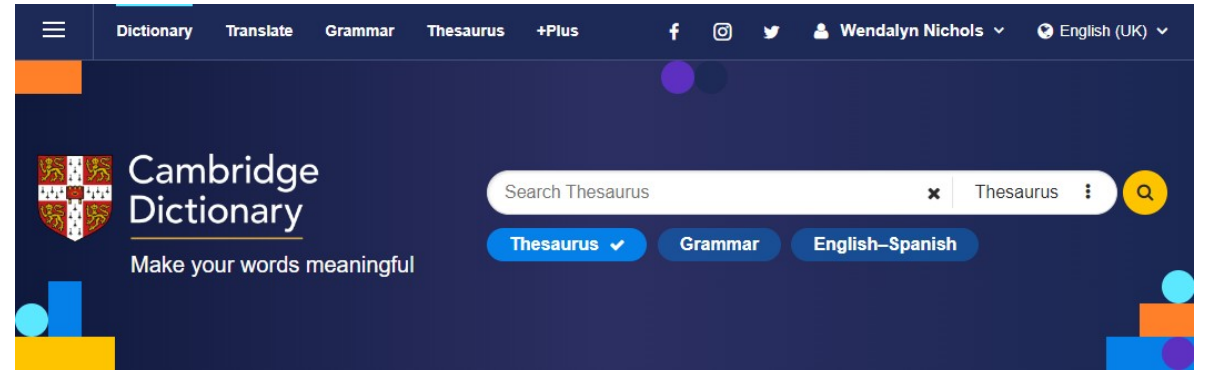 Dictionary Translate Grammar Thesaurus +Plus Wendalyn Nichols English (UK)
Cambridge
Dictionary
Make your words meaningful
Search Thesaurus Thesaurus
Thesaurus Grammar English–Spanish